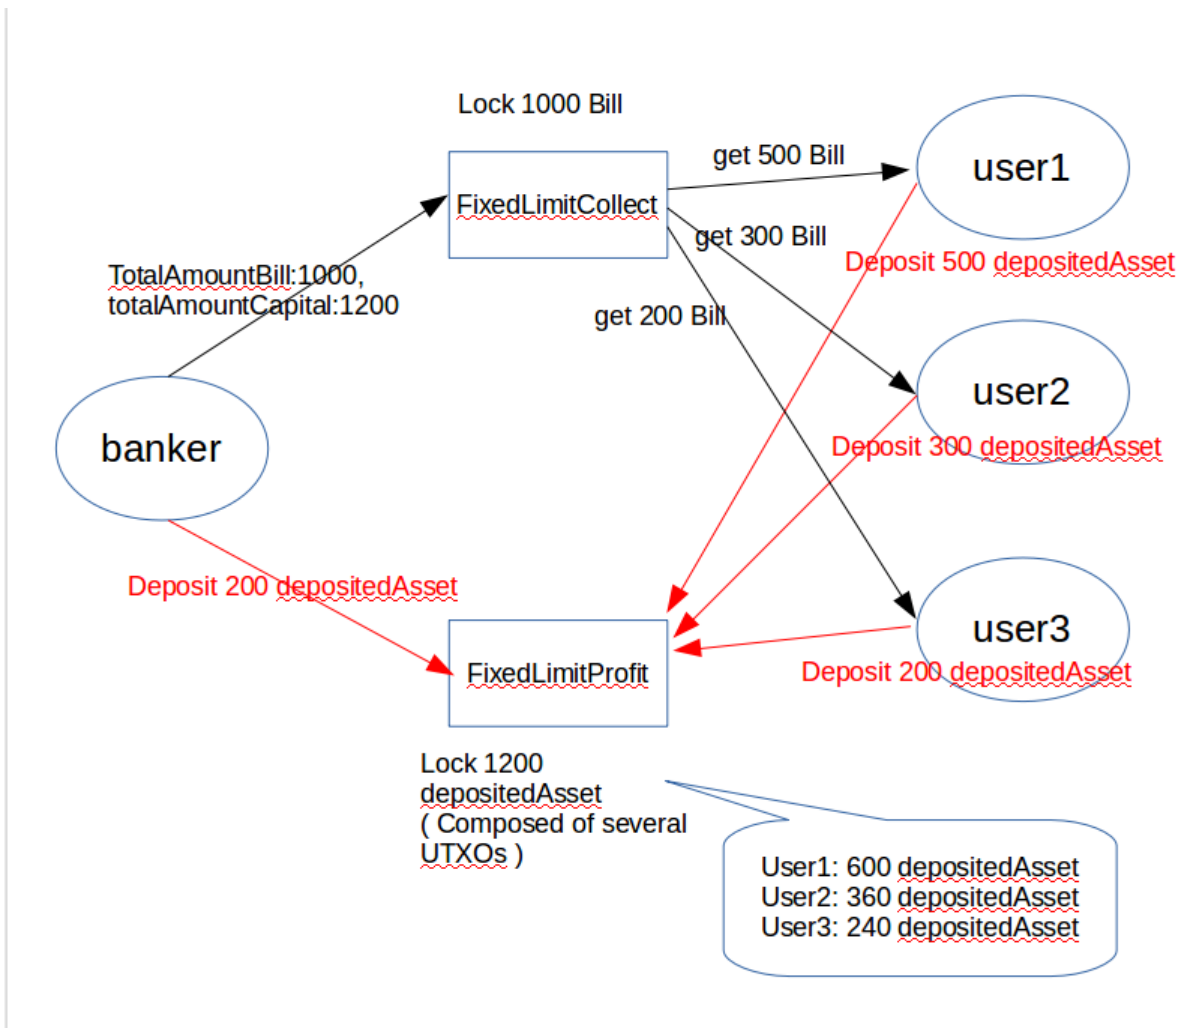 Lock 1000 Bill
get 500 Bill
user1
FixedLimitCollect
get 300 Bill
Deposit 500 depositedAsset
TotalAmountBill:1000,
totalAmountCapital:1200
get 200 Bill
user2
banker
Deposit 300 depositedAsset
Deposit 200 depositedAsset
user3
FixedLimitProfit
Deposit 200 depositedAsset
Lock 1200
depositedAsset
( Composed of several
UTXOs )
User1: 600 depositedAsset
User2: 360 depositedAsset
User3: 240 depositedAsset